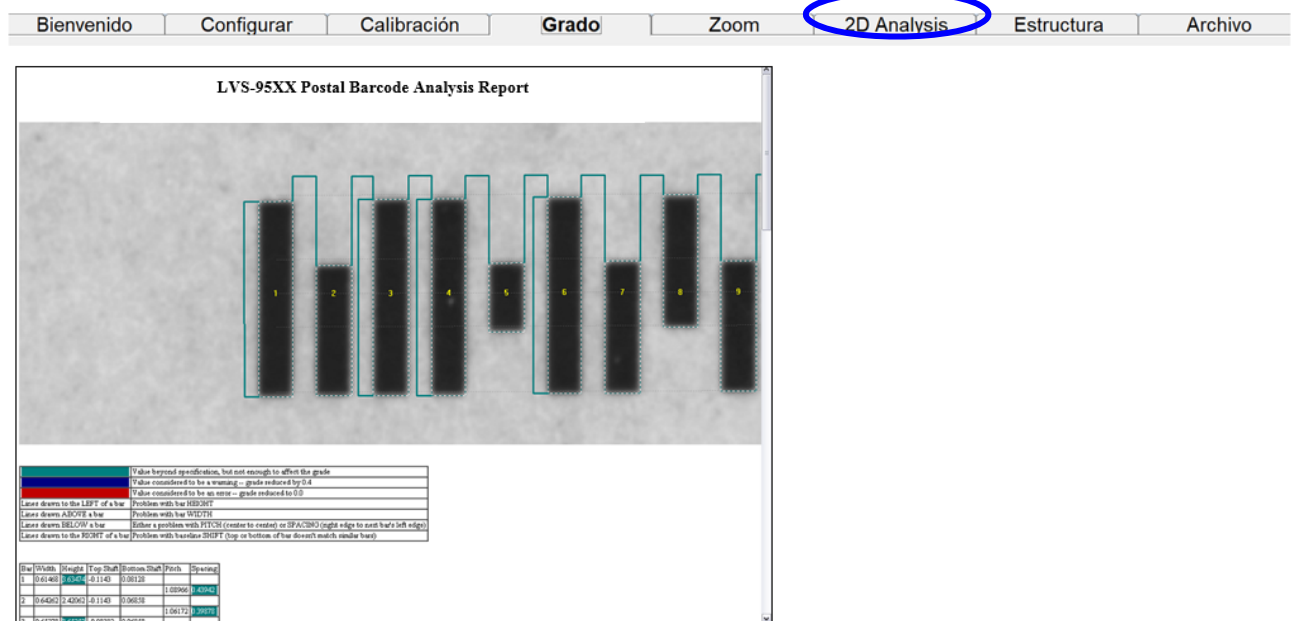 Bienvenido Configurar Calibración Grado Zoom 2D Analysis Estructura Archivo
LVS-95XX Postal Barcode Analysis Report
1 2 3 4 5 6 7 8 9
Value beyond specification, but not enough to affect the grade
Value considered to be a warning -- grade reduced by 0.4
Value considered to be an error -- grade reduced to 0.0
Lines drawn to the LEFT of a bar Problem with bar HEIGHT
Lines drawn ABOVE a bar Problem with bar WIDTH
Lines drawn BELOW a bar Either a problem with PITCH (center to center) or SPACING (right edge to next bar's left edge)
Lines drawn to the RIGHT of a bar Problem with baseline SHIFT (top or bottom of bar doesn't match similar bars)
Bar Width Height Top Shift Bottom Shift Pitch Spacing
1 0.61468 -0.1143 0.08128
1.08966 0.43942
2 0.64262 2.42062 -0.1143 0.06858
1.06172 0.39878